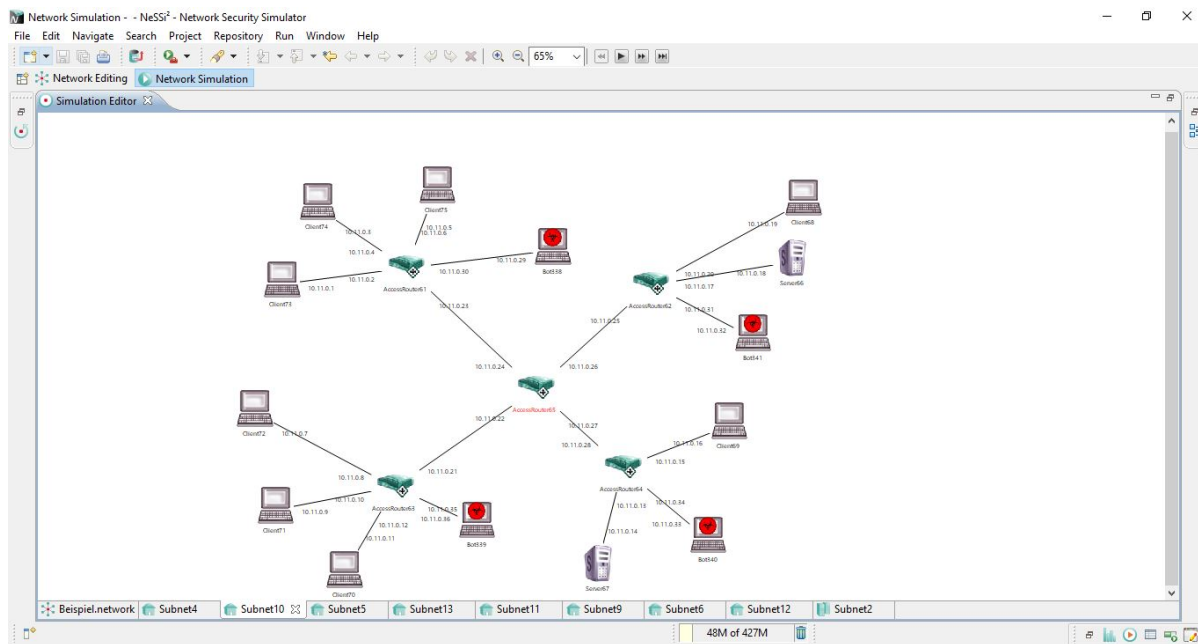 Network Simulation - - NeSSi² - Network Security Simulator
File Edit Navigate Search Project Repository Run Window Help
65%
Network Editing Network Simulation
Simulation Editor
Client75
Client74
10.11.0.5
10.11.0.6
10.11.0.3
10.11.0.4
Client68
10.11.0.19
10.11.0.29
Bot338
10.11.0.30
10.11.0.2
10.11.0.1
Client73
AccessRouter61
10.11.0.20
10.11.0.18
10.11.0.17
Server66
10.11.0.23
AccessRouter62
10.11.0.31
10.11.0.32
10.11.0.25
Bot341
10.11.0.24
10.11.0.26
AccessRouter65
10.11.0.22
10.11.0.27
10.11.0.28
10.11.0.7
Client72
10.11.0.16
Client69
10.11.0.15
10.11.0.21
10.11.0.8
AccessRouter64
10.11.0.10
10.11.0.9
AccessRouter63
10.11.0.35
10.11.0.36
10.11.0.13
10.11.0.34
10.11.0.33
Client71
10.11.0.12
10.11.0.11
Bot339
10.11.0.14
Bot340
Client70
Server67
Beispiel.network Subnet4 Subnet10 Subnet5 Subnet13 Subnet11 Subnet9 Subnet6 Subnet12 Subnet2
48M of 427M